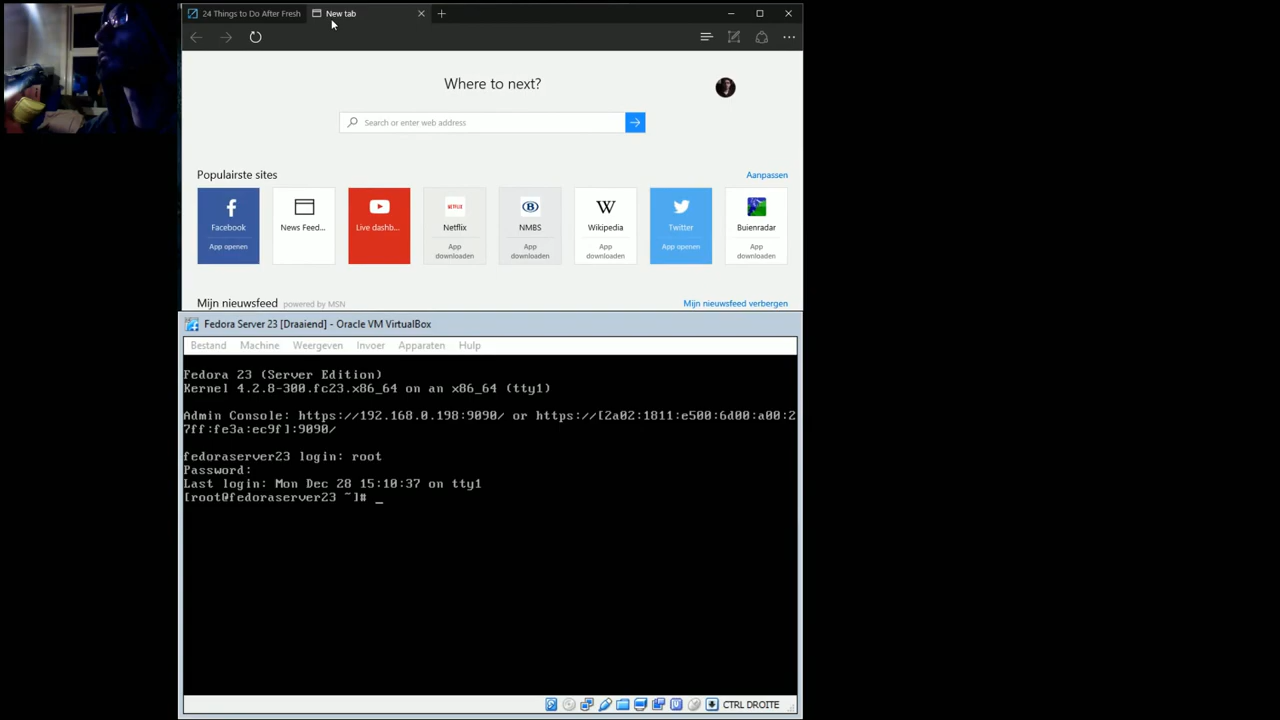 24 Things to Do After Fresh
New tab
Where to next?
Search or enter web address
Populairste sites
Aanpassen
Facebook
App openen
News Feed...
Live dashb...
NETFLIX
Netflix
App
downloaden
B
NMBS
App
downloaden
W
Wikipedia
App
downloaden
Twitter
App openen
Buienradar
App
downloaden
Mijn nieuwsfeed powered by MSN
Mijn nieuwsfeed verbergen
Fedora Server 23 [Draaiend] - Oracle VM VirtualBox
Bestand Machine Weergeven Invoer Apparaten Hulp
Fedora 23 (Server Edition)
Kernel 4.2.8-300.fc23.x86_64 on an x86_64 (tty1)
Admin Console: https://192.168.0.198:9090/ or https://[2a02:1811:e500:6d00:a00:2
7ff:fe3a:ec9f]:9090/
fedoraserver23 login: root
Password:
Last login: Mon Dec 28 15:10:37 on tty1
[root@fedoraserver23 ~]# _
CTRL DROITE